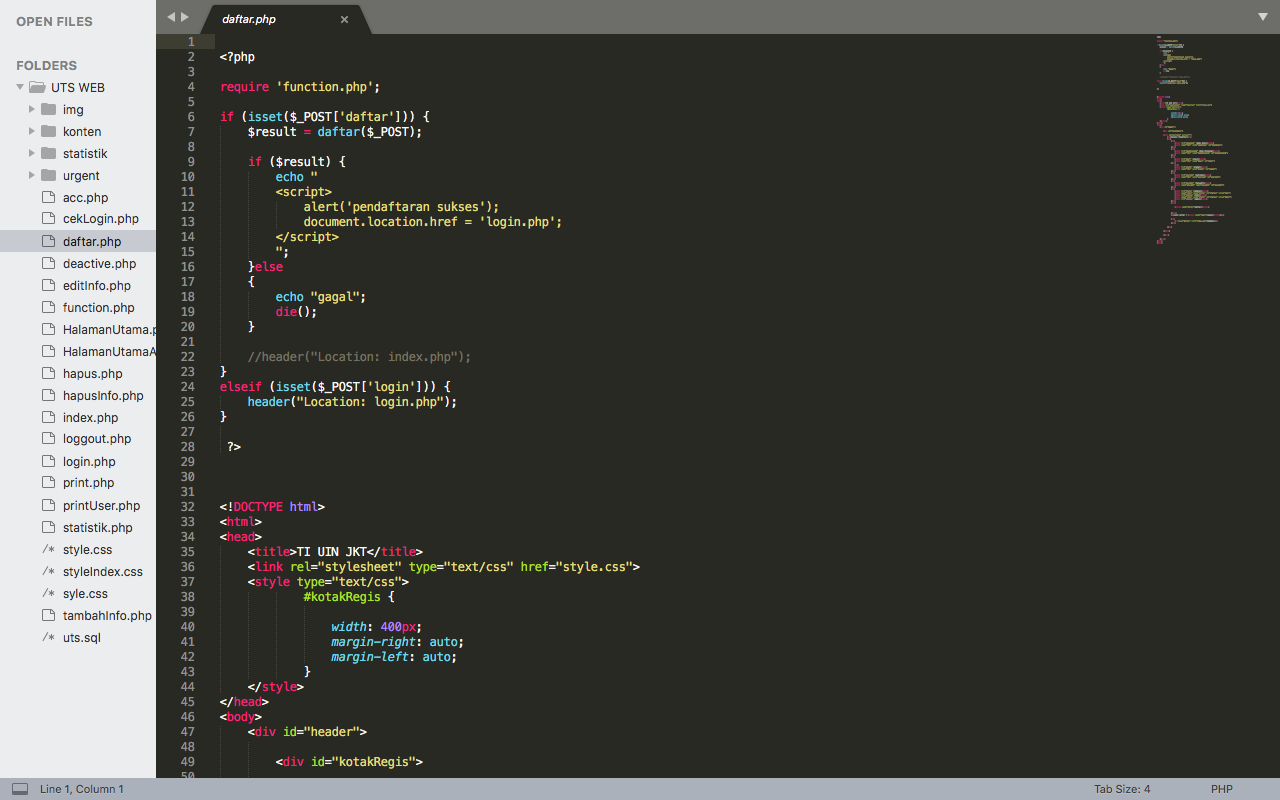 OPEN FILES
FOLDERS
UTS WEB
img
konten
statistik
urgent
acc.php
cekLogin.php
daftar.php
deactive.php
editInfo.php
function.php
HalamanUtama.p
HalamanUtamaA
hapus.php
hapusInfo.php
index.php
loggout.php
login.php
print.php
printUser.php
statistik.php
/* style.css
/* styleIndex.css
/* syle.css
tambahInfo.php
/* uts.sql
daftar.php ×
1
2 <?php
3
4 require 'function.php';
5
6 if (isset($_POST['daftar'])) {
7     $result = daftar($_POST);
8
9     if ($result) {
10         echo "
11         <script>
12             alert('pendaftaran sukses');
13             document.location.href = 'login.php';
14         </script>
15         ";
16     }else
17     {
18         echo "gagal";
19         die();
20     }
21
22     //header("Location: index.php");
23 }
24 elseif (isset($_POST['login'])) {
25     header("Location: login.php");
26 }
27
28  ?>
29
30
31
32 <!DOCTYPE html>
33 <html>
34 <head>
35     <title>TI UIN JKT</title>
36     <link rel="stylesheet" type="text/css" href="style.css">
37     <style type="text/css">
38             #kotakRegis {
39
40                 width: 400px;
41                 margin-right: auto;
42                 margin-left: auto;
43             }
44     </style>
45 </head>
46 <body>
47     <div id="header">
48
49         <div id="kotakRegis">
50
Line 1, Column 1
Tab Size: 4
PHP